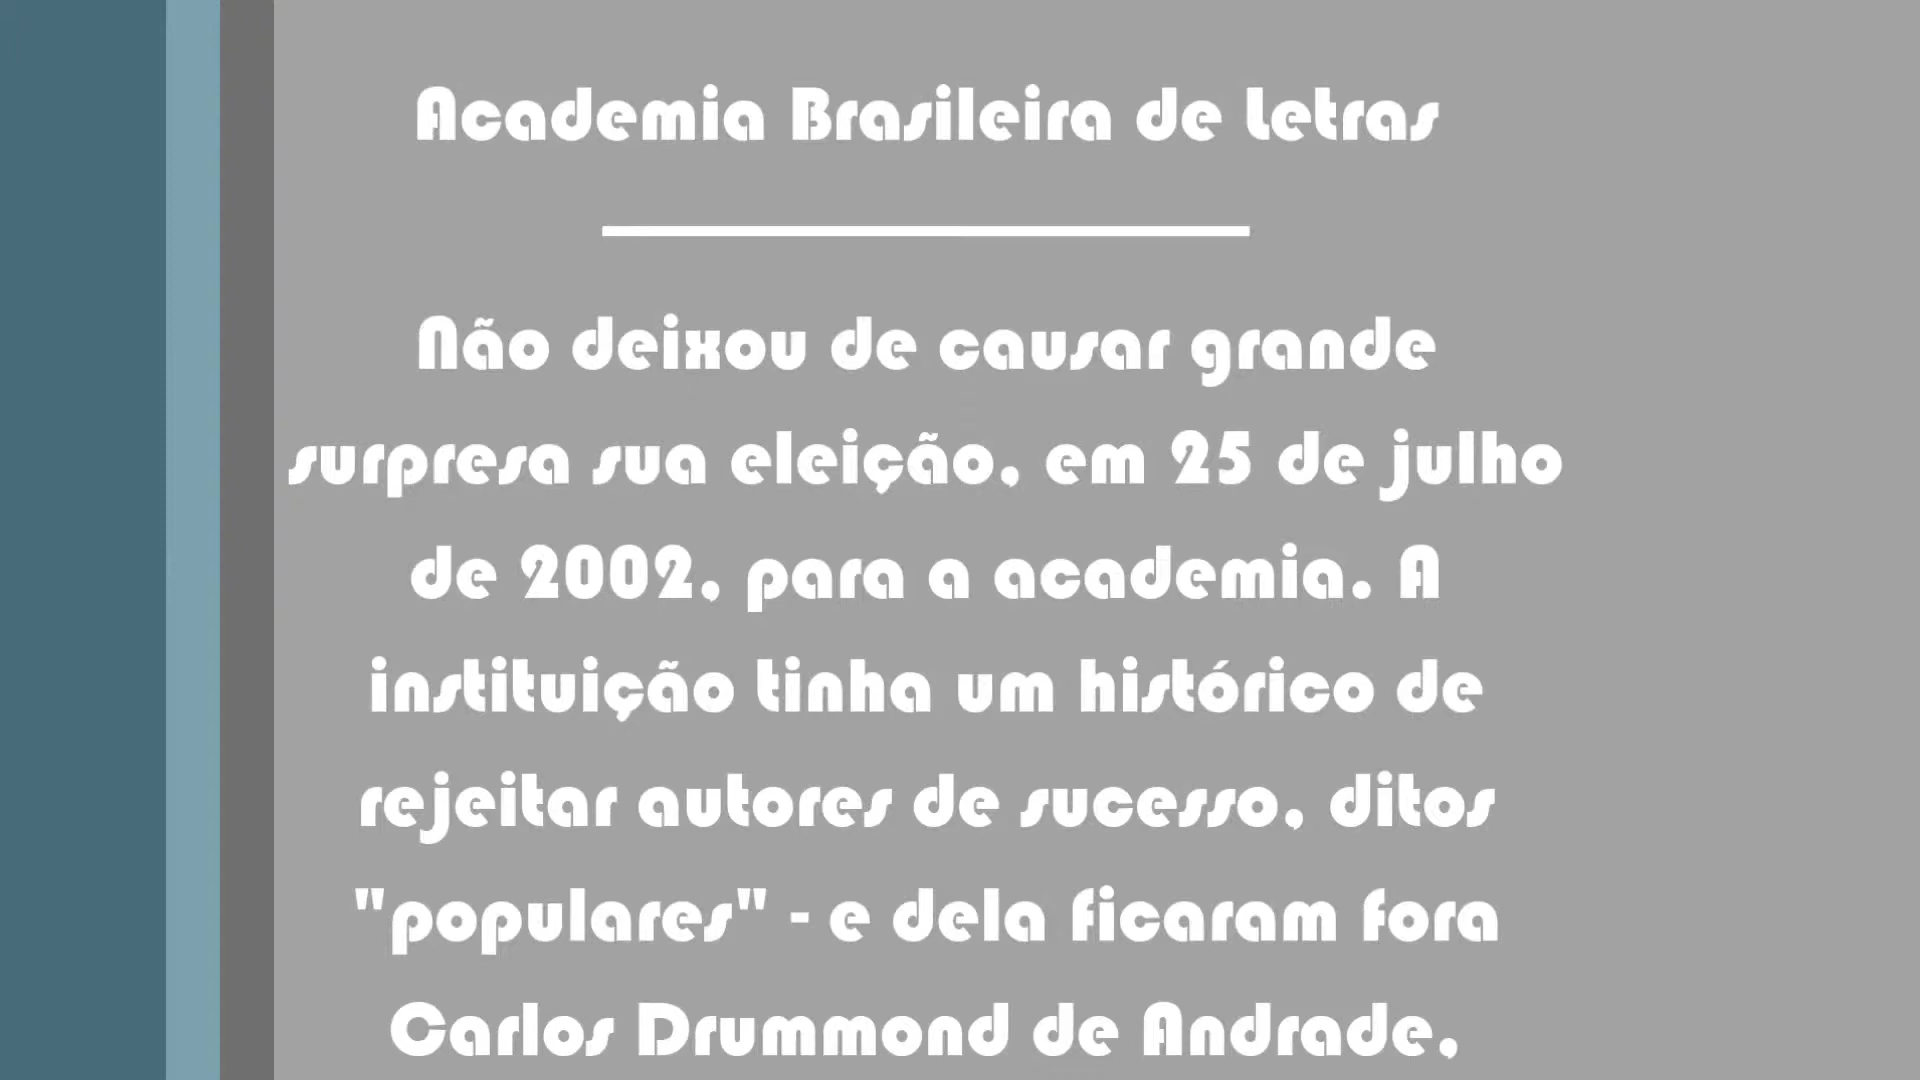 Academia Brasileira de Letras
Não deixou de causar grande
surpresa sua eleição, em 25 de julho
de 2002, para a academia. A
instituição tinha um histórico de
rejeitar autores de sucesso, ditos
"populares" - e dela ficaram fora
Carlos Drummond de Andrade,